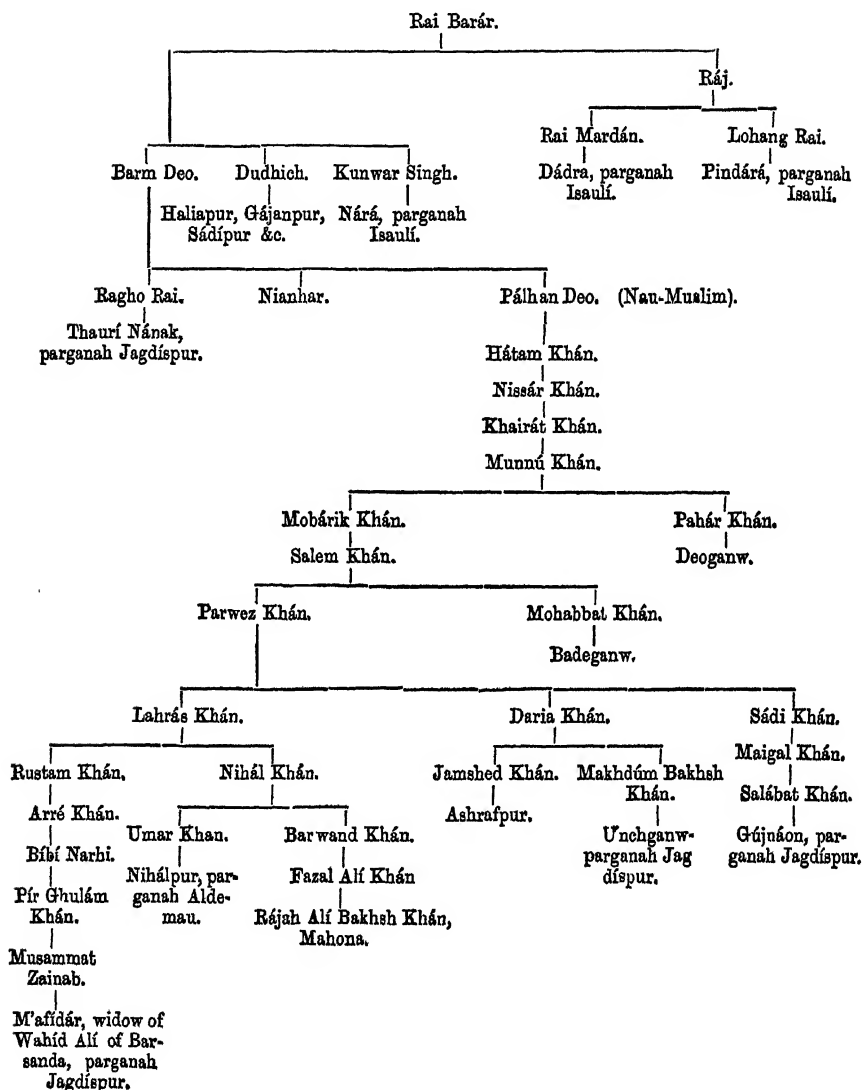 Rai Barár.
Ráj.
Rai Mardán. Lohang Rai.
Barm Deo. Dudhich. Kunwar Singh. Dádra, parganah Pindárá, parganah
Isaulí. Isaulí.
Haliapur, Gájanpur, Nárá, parganah
Sádípur &c. Isaulí.
Ragho Rai. Nianhar. Pálhan Deo. (Nau-Muslim).
Thaurí Nának,
parganah Jagdíspur.
Hátam Khán.
Nissár Khán.
Khairát Khán.
Munnú Khán.
Mobárik Khán. Pahár Khán.
Salem Khán. Deoganw.
Parwez Khán. Mohabbat Khán.
Badeganw.
Lahrás Khán. Daria Khán. Sádi Khán.
Rustam Khán. Nihál Khán. Jamshed Khán. Makhdúm Bakhsh Maigal Khán.
Khán.
Arré Khán. Ashrafpur. Salábat Khán.
Umar Khan. Barwand Khán. Unchganw- Gújnáon, par-
Bíbí Narhi. parganah Jag ganah Jagdíspur.
Nihálpur, par- Fazal Alí Khán díspur.
Pír Ghulám ganah Alde-
Khán. mau. Rájah Alí Bakhsh Khán,
Mahona.
Musammat
Zainab.
M'afídár, widow of
Wahíd Alí of Bar-
sanda, parganah
Jagdíspur.